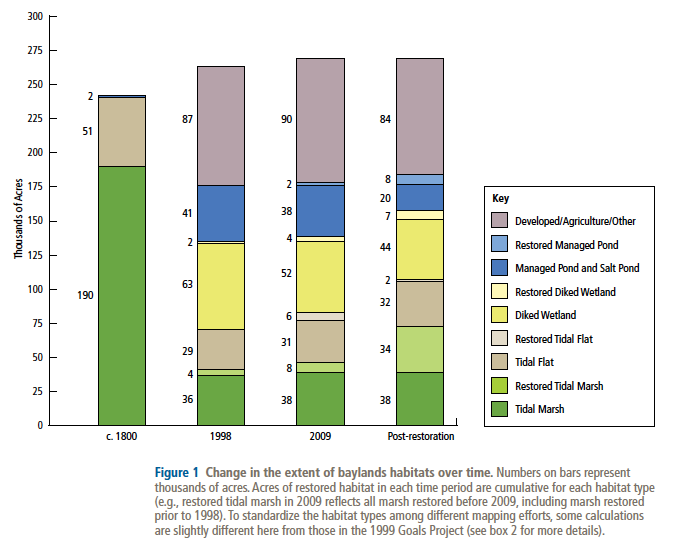 300
275
250
225
200
175
150
125
100
75
50
25
0
Thousands of Acres
2
51
190
87
41
2
63
29
4
36
90
2
38
4
52
6
31
8
38
84
8
20
7
44
2
32
34
38
c. 1800
1998
2009
Post-restoration
Key
Developed/Agriculture/Other
Restored Managed Pond
Managed Pond and Salt Pond
Restored Diked Wetland
Diked Wetland
Restored Tidal Flat
Tidal Flat
Restored Tidal Marsh
Tidal Marsh
Figure 1 Change in the extent of baylands habitats over time. Numbers on bars represent
thousands of acres. Acres of restored habitat in each time period are cumulative for each habitat type
(e.g., restored tidal marsh in 2009 reflects all marsh restored before 2009, including marsh restored
prior to 1998). To standardize the habitat types among different mapping efforts, some calculations
are slightly different here from those in the 1999 Goals Project (see box 2 for more details).